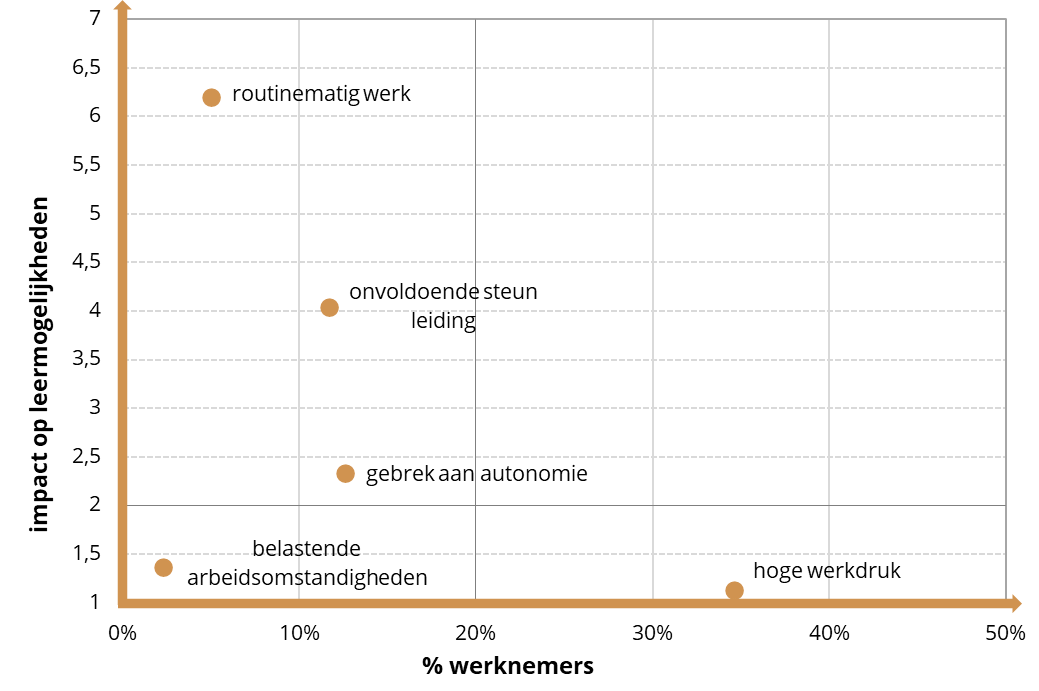 7
6,5
routinematig werk
6
5,5
5
4,5
onvoldoende steun
leiding
4
3,5
3
2,5
gebrek aan autonomie
2
belastende
arbeidsomstandigheden
1,5
hoge werkdruk
1
impact op leermogelijkheden
0% 10% 20% 30% 40% 50%
% werknemers